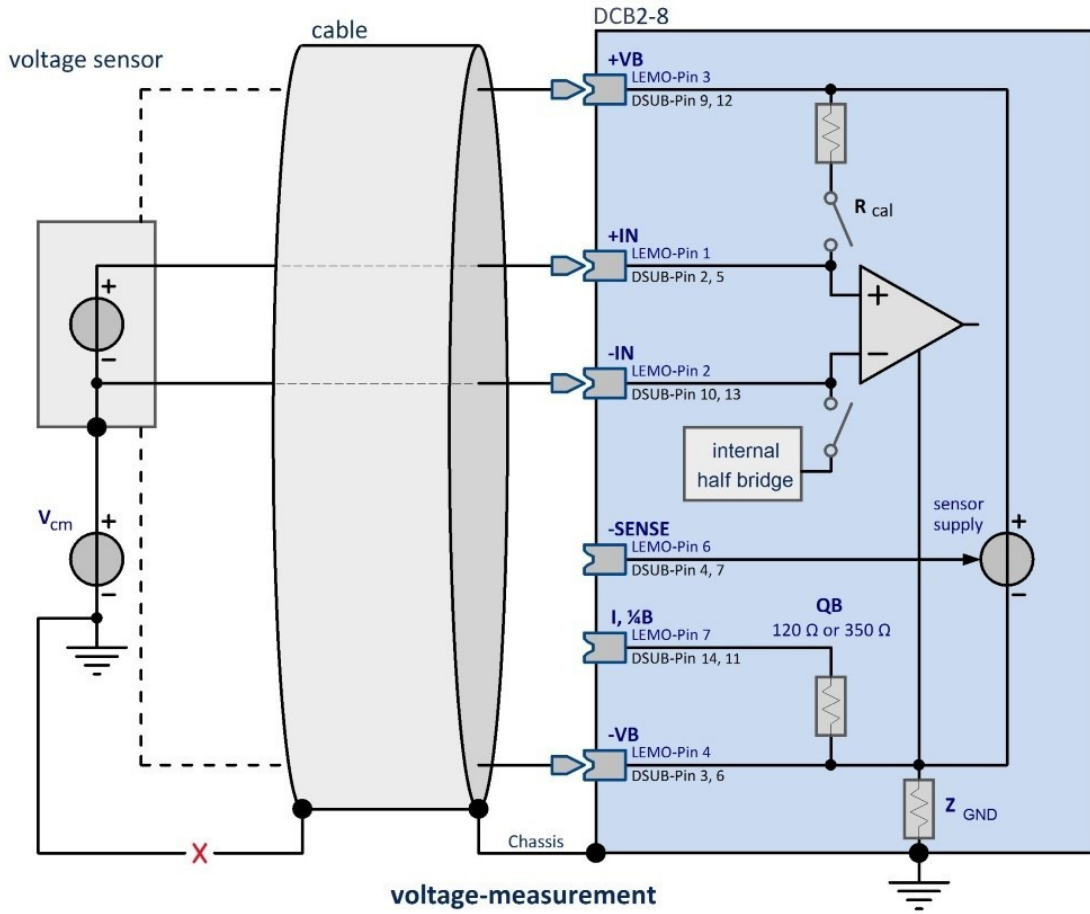 DCB2-8
cable
voltage sensor
+VB
LEMO-Pin 3
DSUB-Pin 9, 12
R cal
+IN
LEMO-Pin 1
DSUB-Pin 2, 5
+
+
-IN
LEMO-Pin 2
DSUB-Pin 10, 13
−
−
internal
half bridge
Vcm
+
−
-SENSE
LEMO-Pin 6
DSUB-Pin 4, 7
sensor
supply
+
−
I, ¼B
LEMO-Pin 7
DSUB-Pin 14, 11
QB
120 Ω or 350 Ω
-VB
LEMO-Pin 4
DSUB-Pin 3, 6
Z GND
X
Chassis
voltage-measurement